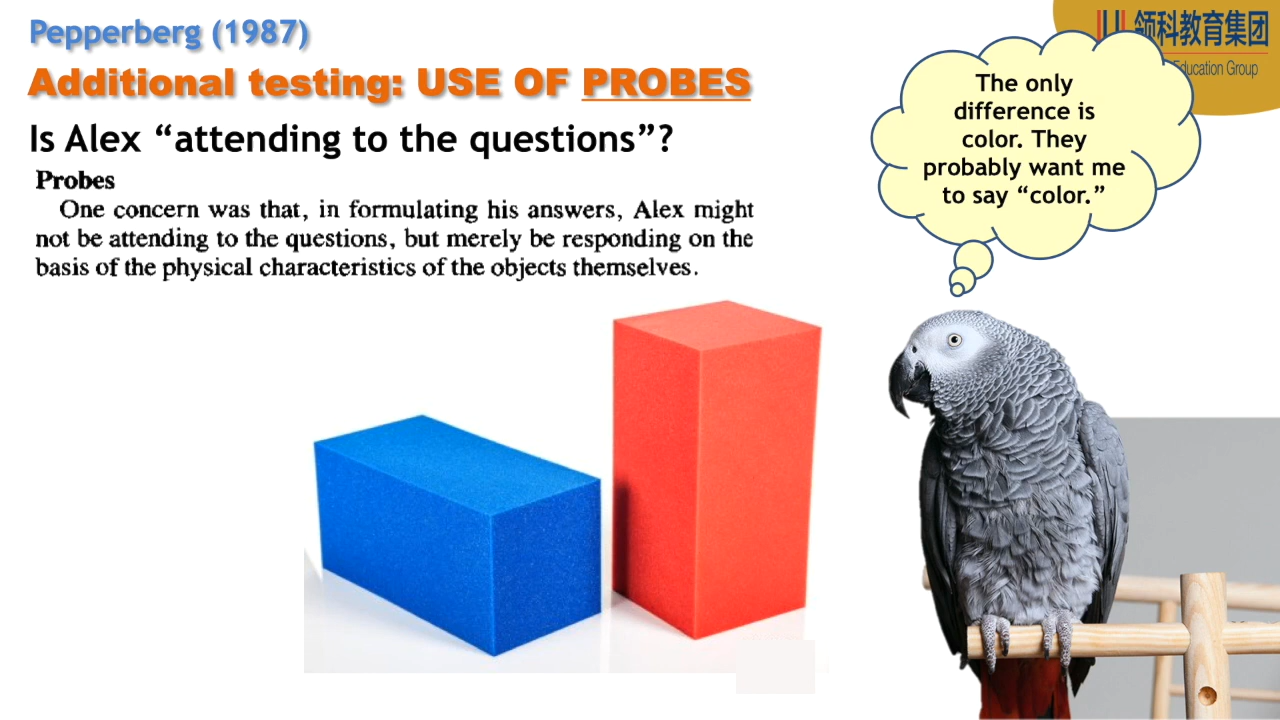 Pepperberg (1987)
Additional testing: USE OF PROBES
Is Alex “attending to the questions”?
Probes
One concern was that, in formulating his answers, Alex might
not be attending to the questions, but merely be responding on the
basis of the physical characteristics of the objects themselves.
领科教育集团
Education Group
The only
difference is
color. They
probably want me
to say “color.”